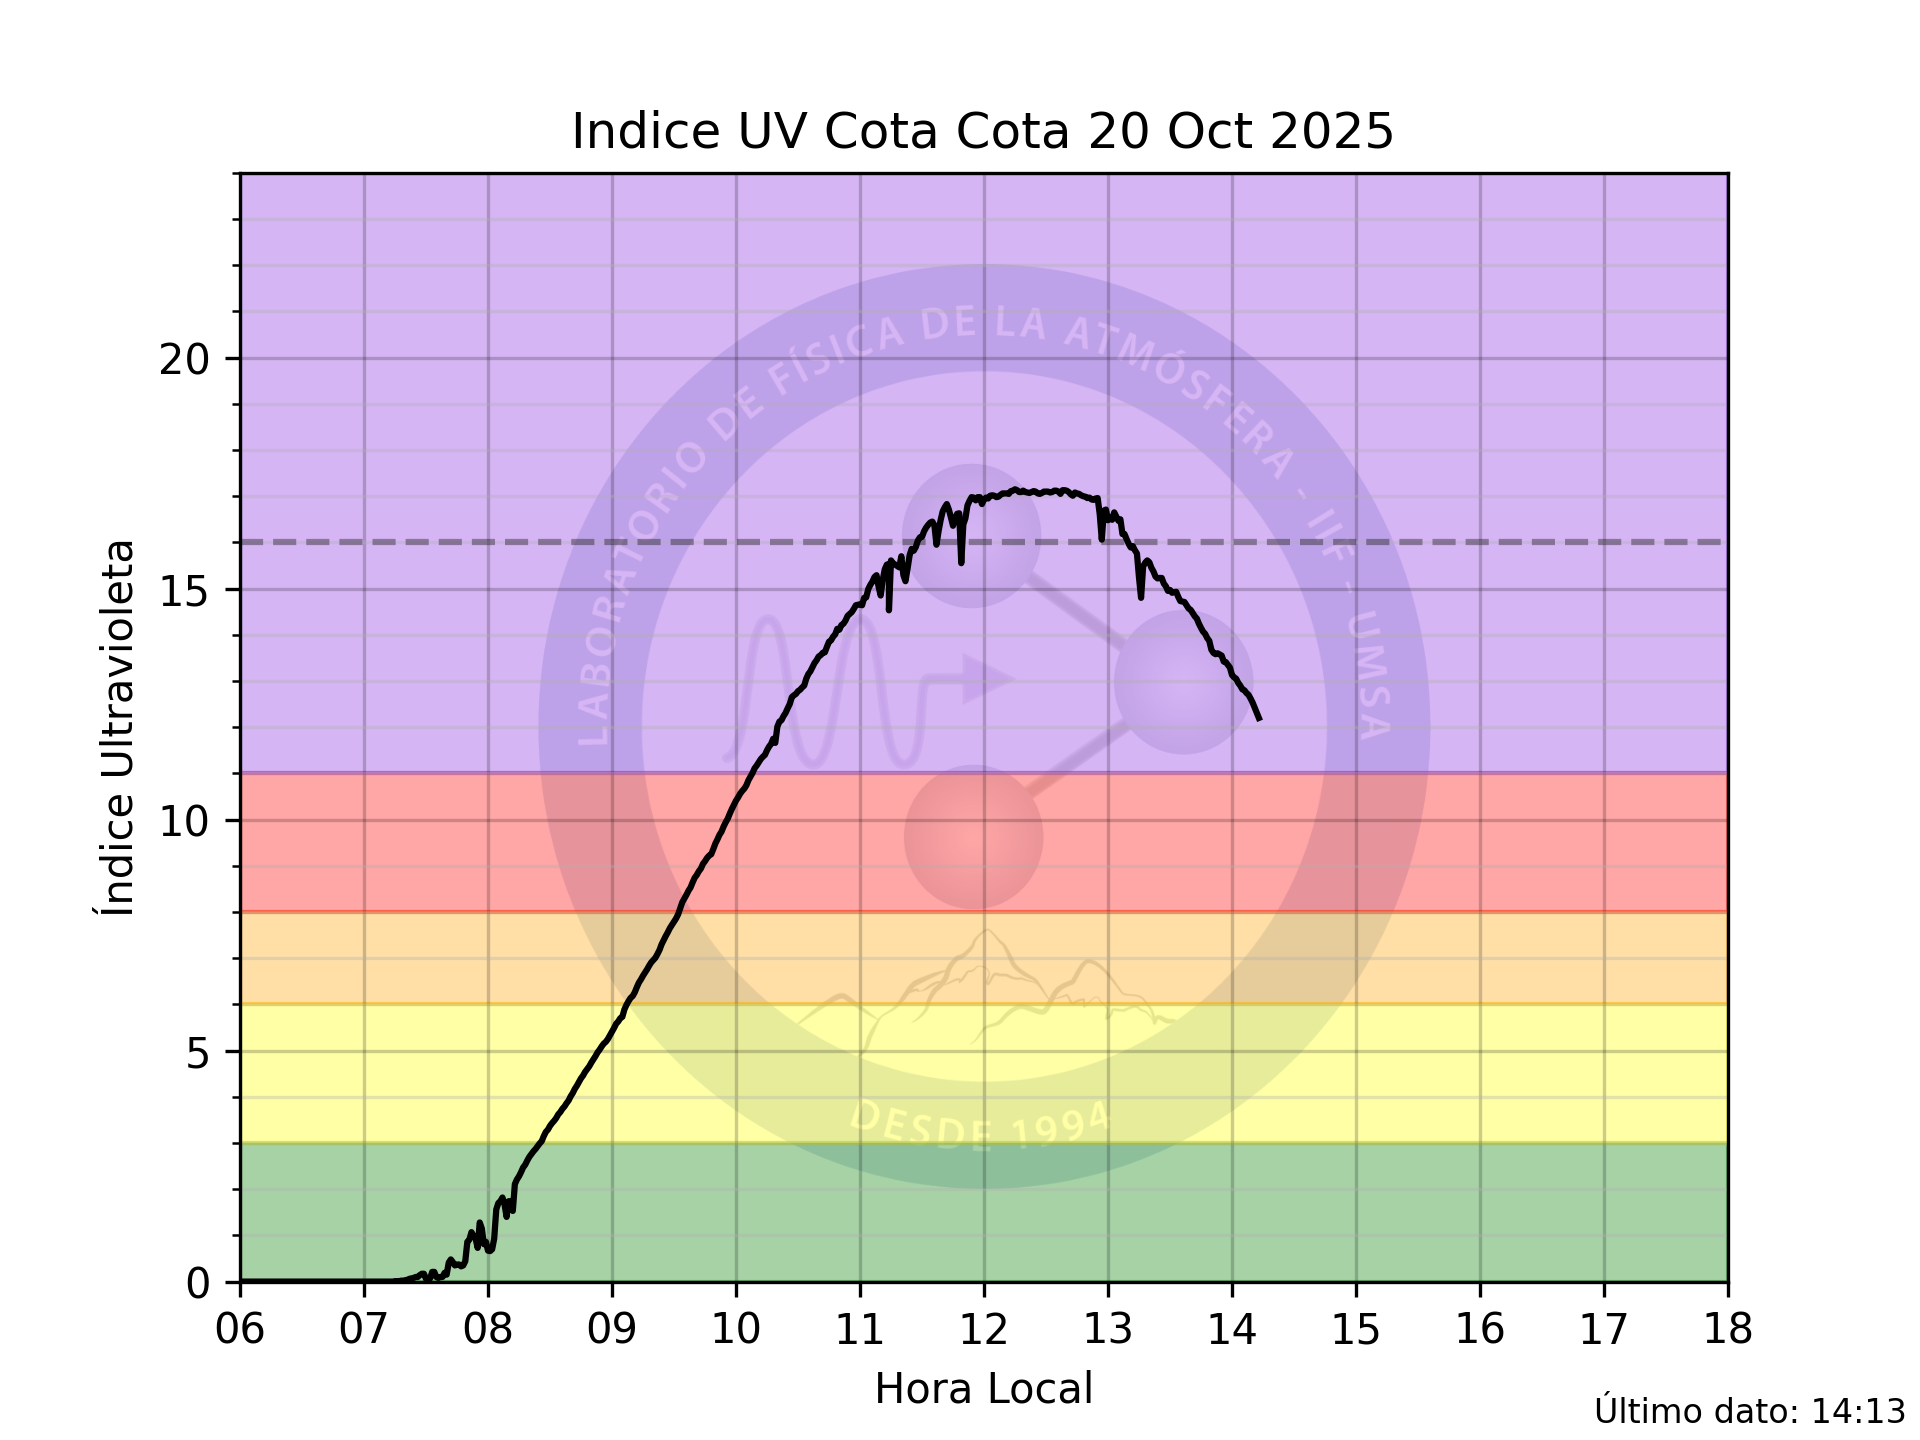 Indice UV Cota Cota 20 Oct 2025
Índice Ultravioleta
20
15
10
5
0
LABORATORIO DE FÍSICA DE LA ATMÓSFERA - IIF - UMSA
DESDE 1994
06 07 08 09 10 11 12 13 14 15 16 17 18
Hora Local
Último dato: 14:13